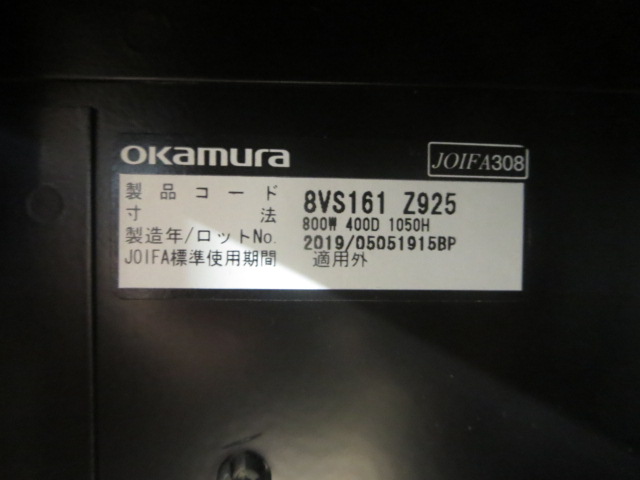 okamura
JOIFA308
製品コード 8VS161 Z925
寸法 800W 400D 1050H
製造年/ロットNo. 2019/05051915BP
JOIFA標準使用期間 適用外